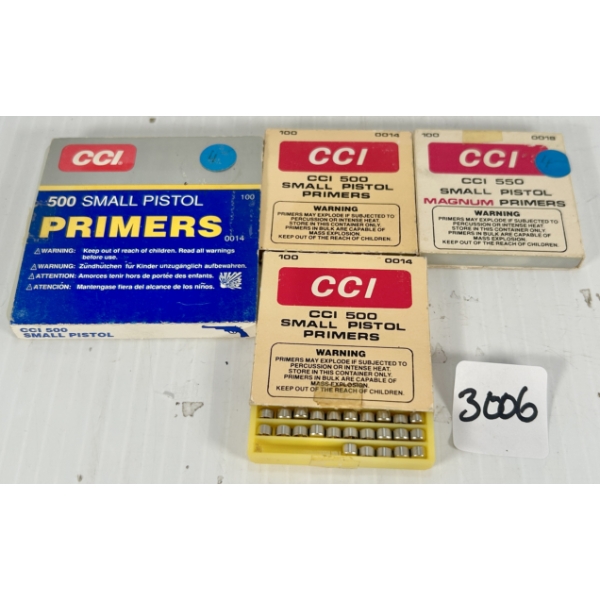 CCI.
4
500 SMALL PISTOL
100
PRIMERS
0014
WARNING: Keep out of reach of children. Read all warnings
before use.
WARNUNG: Zündhütchen für Kinder unzugänglich aufbewahren.
ATTENTION: Amorces tenir hors de portée des enfants.
ATENCIÓN: Mantengase fiera del alcance de los niños.
CCI 500
SMALL PISTOL
100 0014
CCI
CCI 500
SMALL PISTOL
PRIMERS
WARNING
PRIMERS MAY EXPLODE IF SUBJECTED TO
PERCUSSION OR INTENSE HEAT
STORE IN THIS CONTAINER ONLY.
PRIMERS IN BULK ARE CAPABLE OF
MASS EXPLOSION.
KEEP OUT OF THE REACH OF CHILDREN.
100 0018
CCI
CCI 550
SMALL PISTOL
MAGNUM PRIMERS
WARNING
PRIMERS MAY EXPLODE IF SUBJECTED TO
PERCUSSION OR INTENSE HEAT
STORE IN THIS CONTAINER ONLY.
PRIMERS IN BULK ARE CAPABLE OF
MASS EXPLOSION.
KEEP OUT OF THE REACH OF CHILDREN.
100 0014
CCI
CCI 500
SMALL PISTOL
PRIMERS
WARNING
PRIMERS MAY EXPLODE IF SUBJECTED TO
PERCUSSION OR INTENSE HEAT
STORE IN THIS CONTAINER ONLY.
PRIMERS IN BULK ARE CAPABLE OF
MASS EXPLOSION.
KEEP OUT OF THE REACH OF CHILDREN.
3006